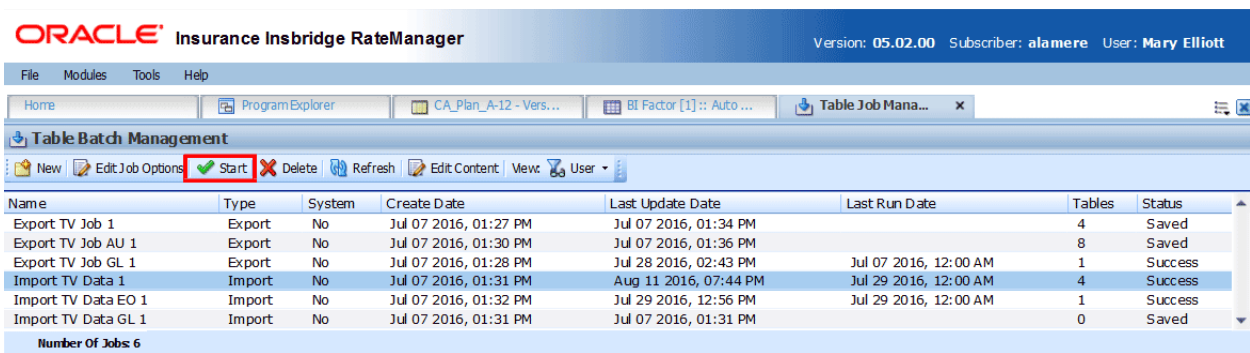 ORACLE® Insurance Insbridge RateManager
Version: 05.02.00 Subscriber: alamere User: Mary Elliott
File Modules Tools Help
Home Program Explorer CA_Plan_A-12 - Vers... BI Factor [1] :: Auto ... Table Job Mana... x
Table Batch Management
New Edit Job Options Start Delete Refresh Edit Content View: User
Name Type System Create Date Last Update Date Last Run Date Tables Status
Export TV Job 1 Export No Jul 07 2016, 01:27 PM Jul 07 2016, 01:34 PM 4 Saved
Export TV Job AU 1 Export No Jul 07 2016, 01:30 PM Jul 07 2016, 01:36 PM 8 Saved
Export TV Job GL 1 Export No Jul 07 2016, 01:28 PM Jul 28 2016, 02:43 PM Jul 07 2016, 12:00 AM 1 Success
Import TV Data 1 Import No Jul 07 2016, 01:31 PM Aug 11 2016, 07:44 PM Jul 29 2016, 12:00 AM 4 Success
Import TV Data EO 1 Import No Jul 07 2016, 01:32 PM Jul 29 2016, 12:56 PM Jul 29 2016, 12:00 AM 1 Success
Import TV Data GL 1 Import No Jul 07 2016, 01:31 PM Jul 07 2016, 01:31 PM 0 Saved
Number Of Jobs: 6